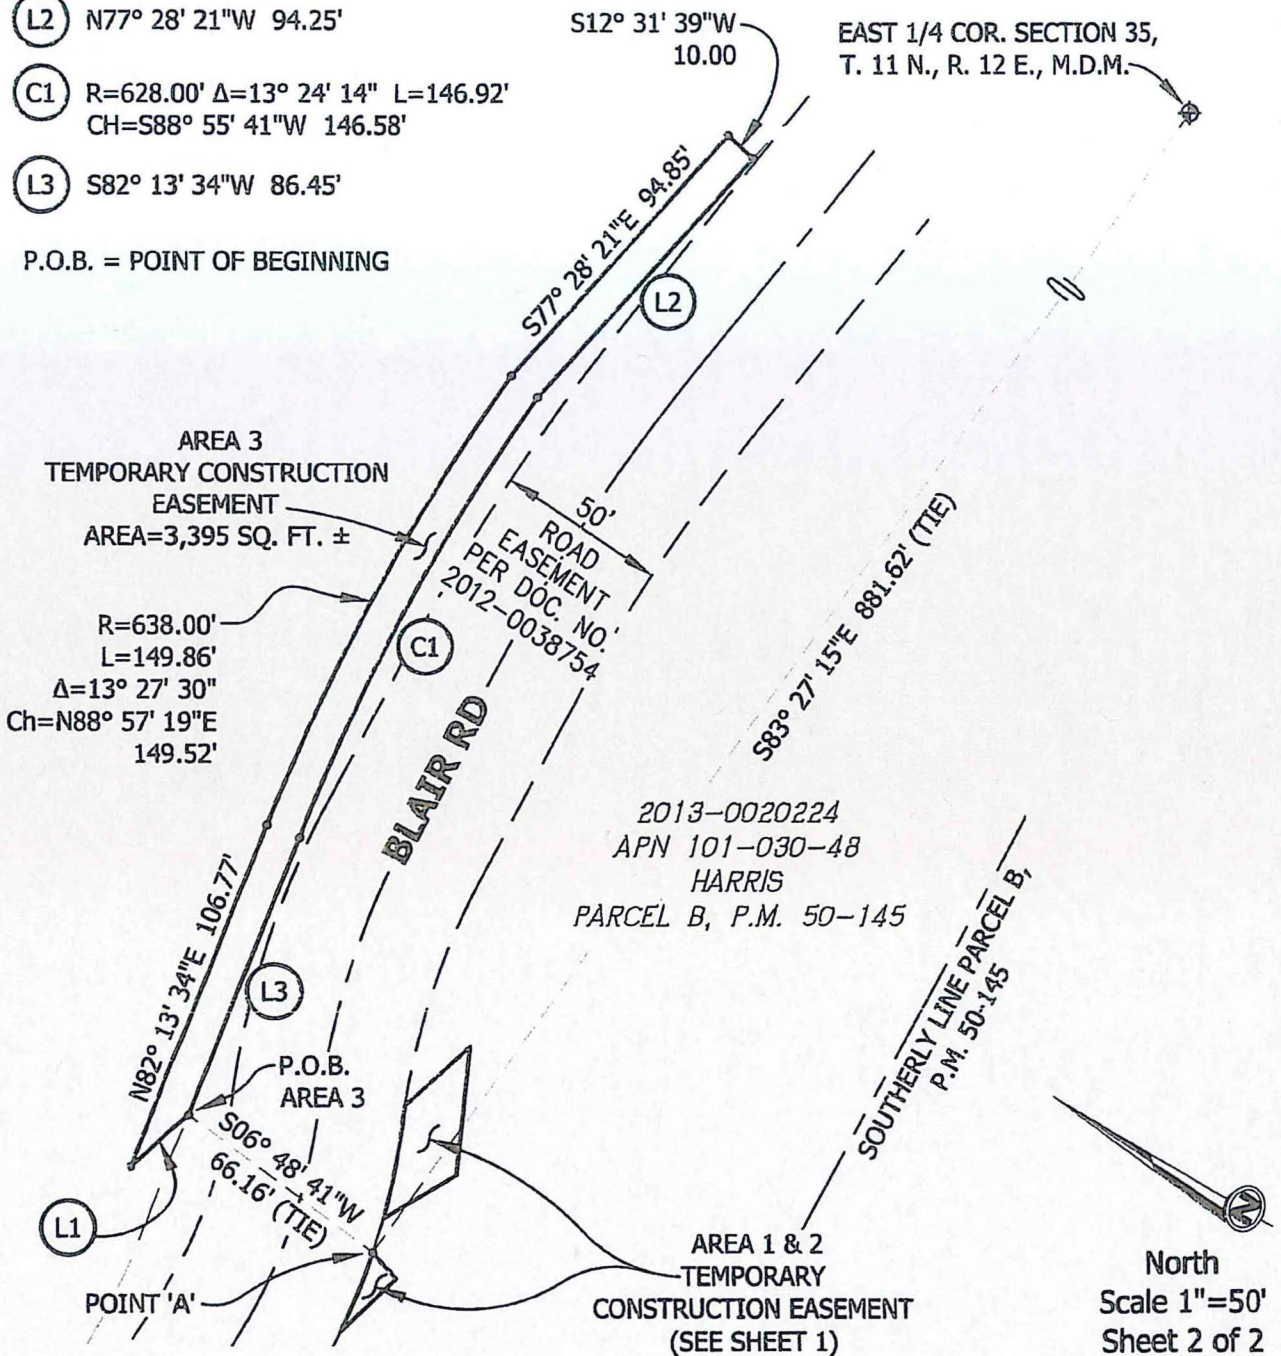 L2 N77° 28' 21"W 94.25'
C1 R=628.00' Δ=13° 24' 14" L=146.92'
CH=S88° 55' 41"W 146.58'
L3 S82° 13' 34"W 86.45'
P.O.B. = POINT OF BEGINNING
S12° 31' 39"W
10.00
EAST 1/4 COR. SECTION 35,
T. 11 N., R. 12 E., M.D.M.
S77° 28' 21"E 94.85'
L2
AREA 3
TEMPORARY CONSTRUCTION
EASEMENT
AREA=3,395 SQ. FT. ±
50'
ROAD
EASEMENT
PER DOC. NO.
2012-0038754
R=638.00'
L=149.86'
Δ=13° 27' 30"
Ch=N88° 57' 19"E
149.52'
C1
BLAIR RD
S83° 27' 15"E 881.62' (TIE)
2013-0020224
APN 101-030-48
HARRIS
PARCEL B, P.M. 50-145
N82° 13' 34"E 106.77'
L3
SOUTHERLY LINE PARCEL B,
P.M. 50-145
P.O.B.
AREA 3
S06° 48' 41"W
66.16' (TIE)
L1
POINT 'A'
AREA 1 & 2
TEMPORARY
CONSTRUCTION EASEMENT
(SEE SHEET 1)
N
North
Scale 1"=50'
Sheet 2 of 2